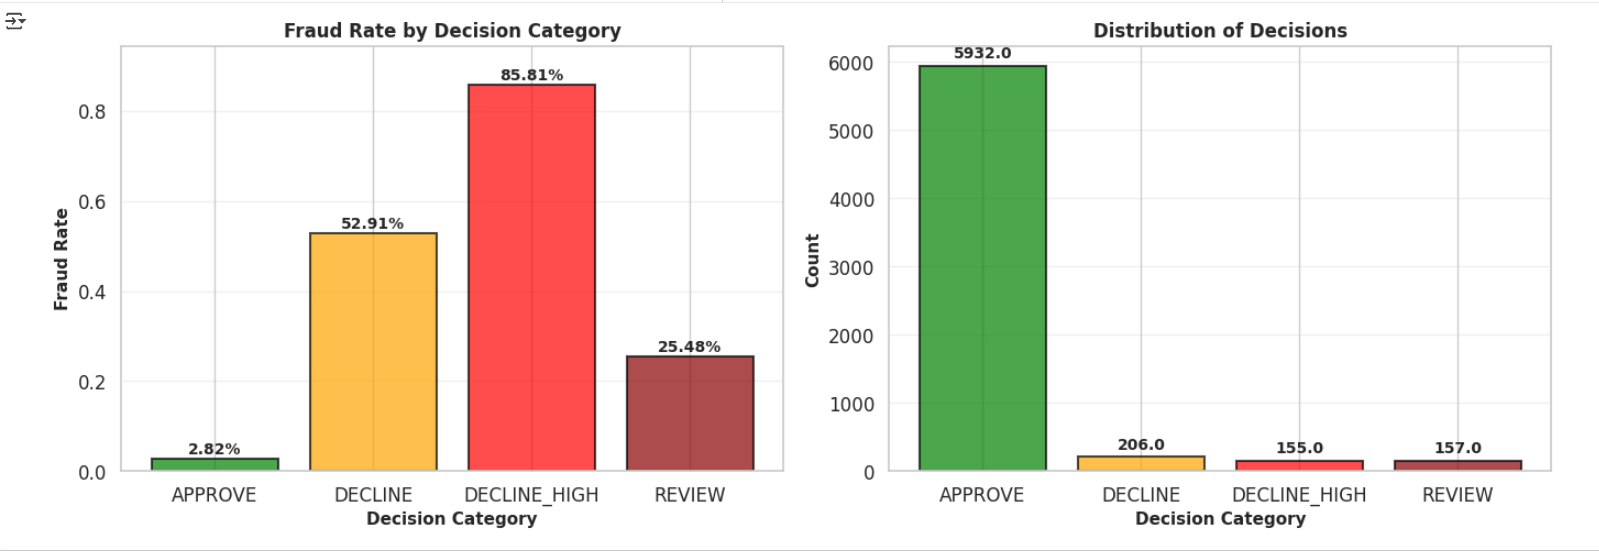 Fraud Rate by Decision Category
85.81%
52.91%
25.48%
2.82%
0.8
0.6
0.4
0.2
0.0
Fraud Rate
APPROVE DECLINE DECLINE_HIGH REVIEW
Decision Category
Distribution of Decisions
5932.0
206.0
155.0
157.0
6000
5000
4000
3000
2000
1000
0
Count
APPROVE DECLINE DECLINE_HIGH REVIEW
Decision Category